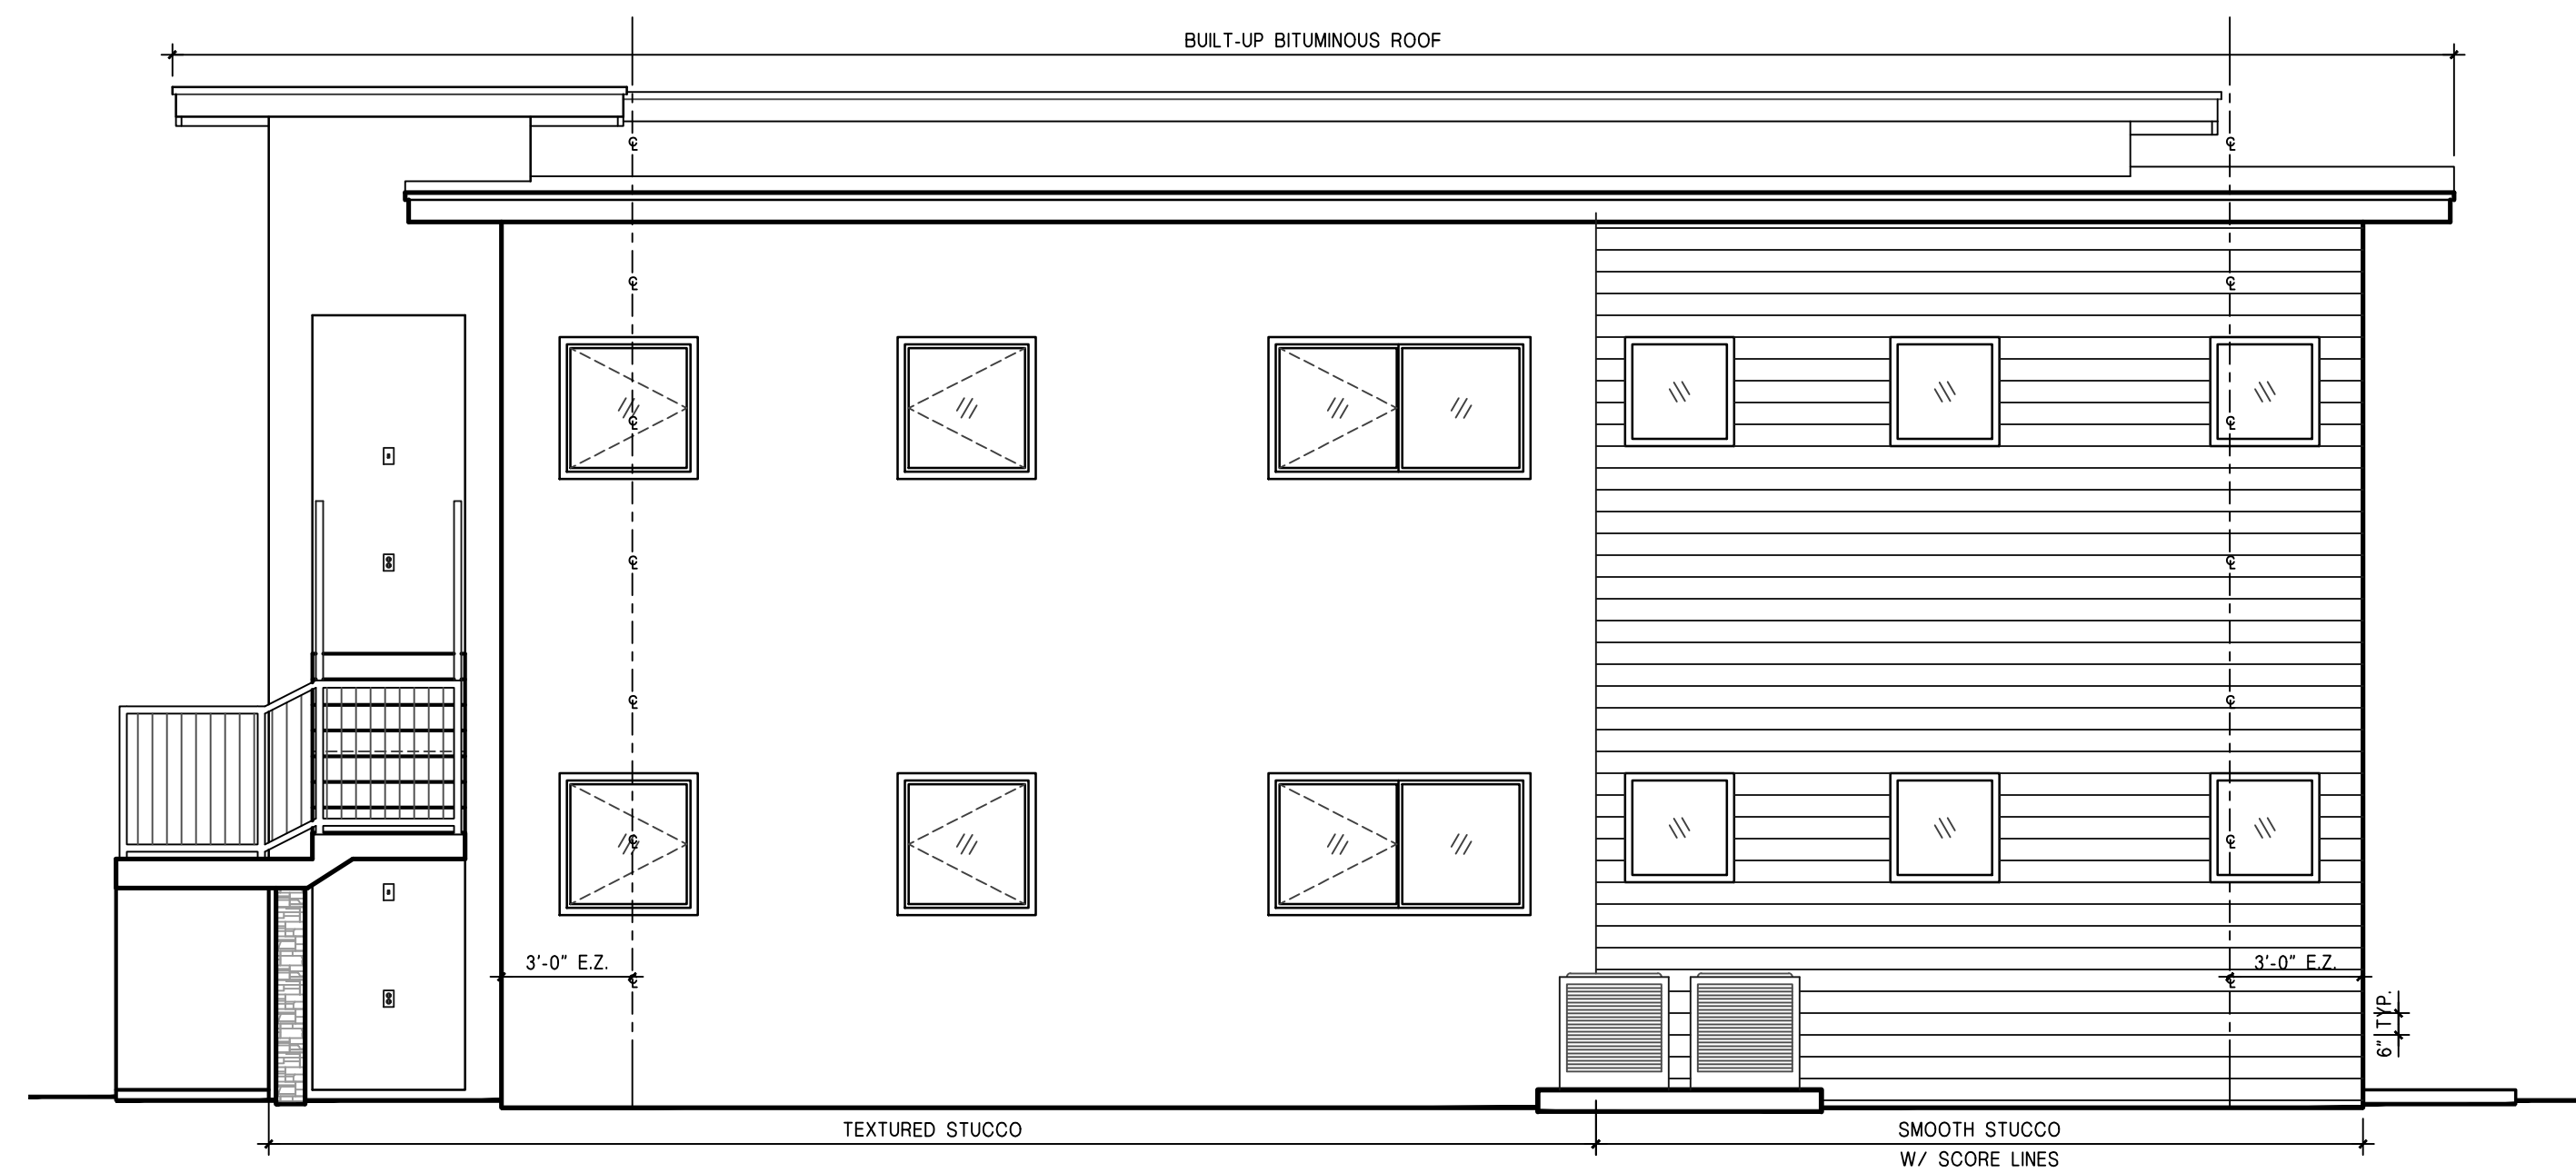 BUILT-UP BITUMINOUS ROOF
℄ ℄
℄ ℄
℄ ℄
℄ ℄
℄ ℄
℄ ℄
3'-0" E.Z. 3'-0" E.Z.
℄ ℄
6" TYP.
TEXTURED STUCCO
SMOOTH STUCCO
W/ SCORE LINES